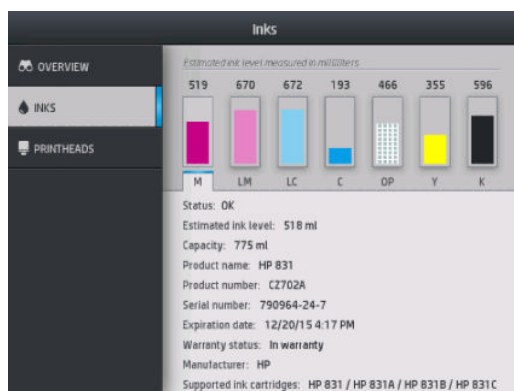 Inks
OVERVIEW
INKS
PRINTHEADS
Estimated ink level measured in milliliters
519 670 672 193 466 355 596
M LM LC C OP Y K
Status: OK
Estimated ink level: 518 ml
Capacity: 775 ml
Product name: HP 831
Product number: CZ702A
Serial number: 790964-24-7
Expiration date: 12/20/15 4:17 PM
Warranty status: In warranty
Manufacturer: HP
Supported ink cartridges: HP 831 / HP 831A / HP 831B / HP 831C